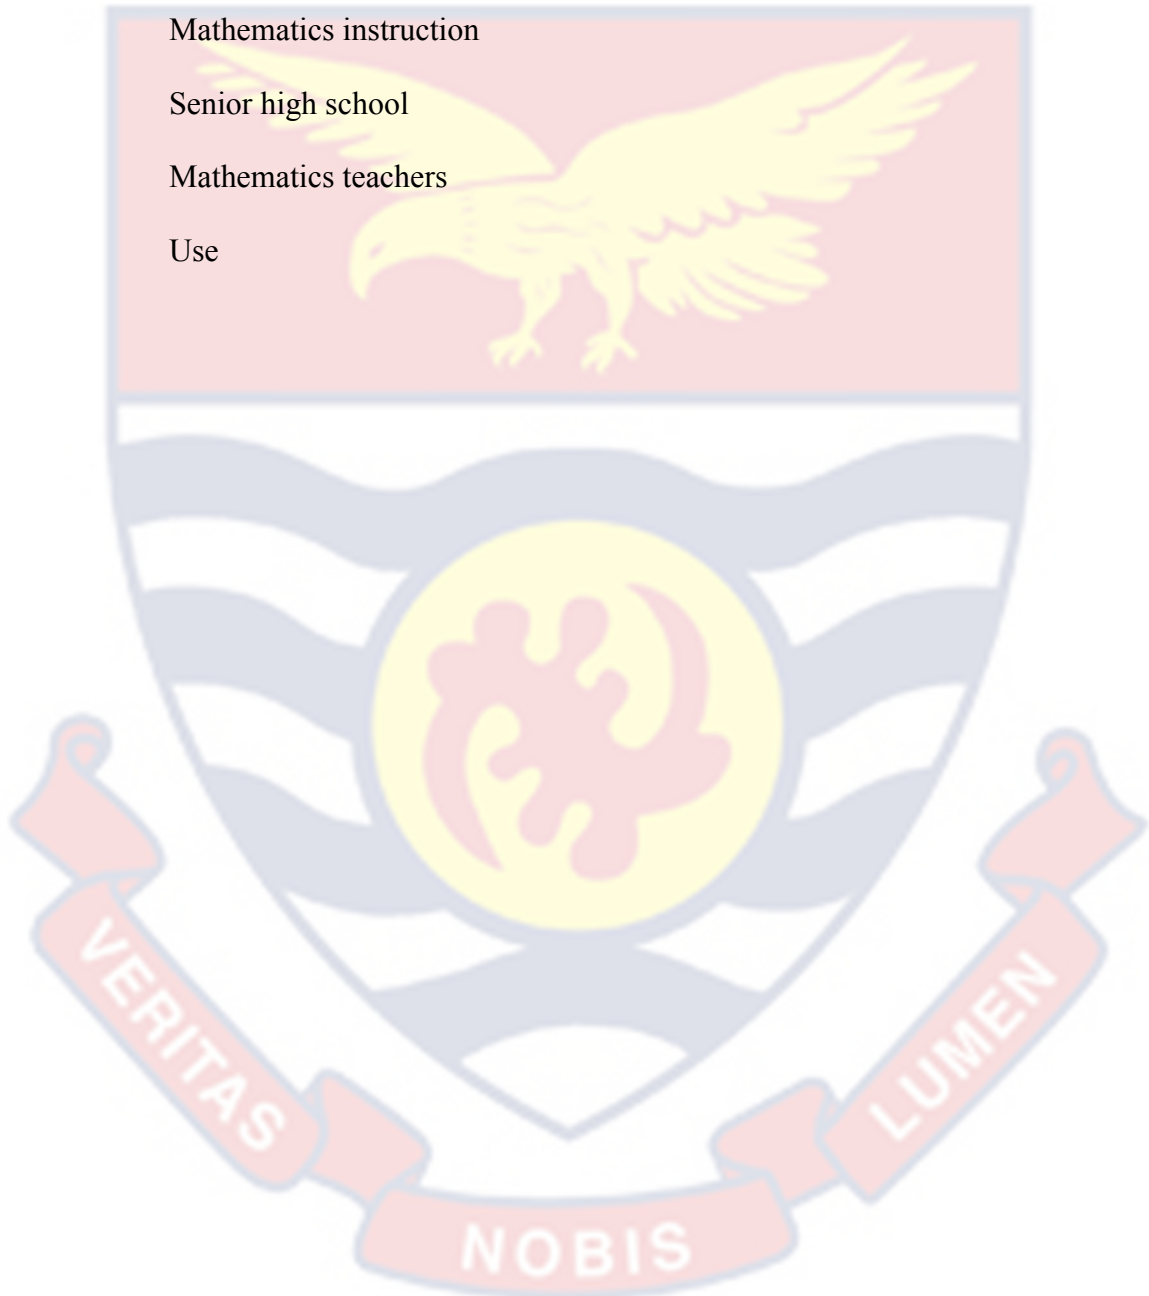 Mathematics instruction
Senior high school
Mathematics teachers
Use
VERITAS
NOBIS
LUMEN